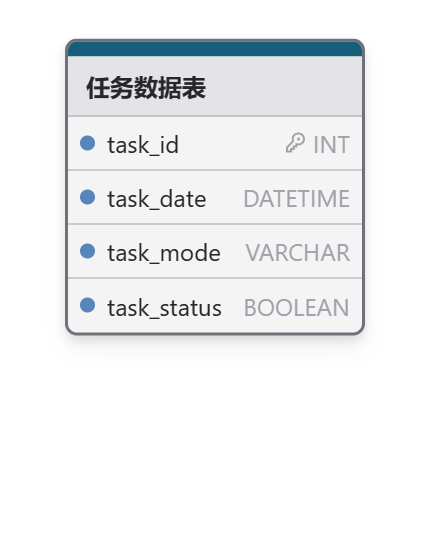 任务数据表
task_id INT
task_date DATETIME
task_mode VARCHAR
task_status BOOLEAN